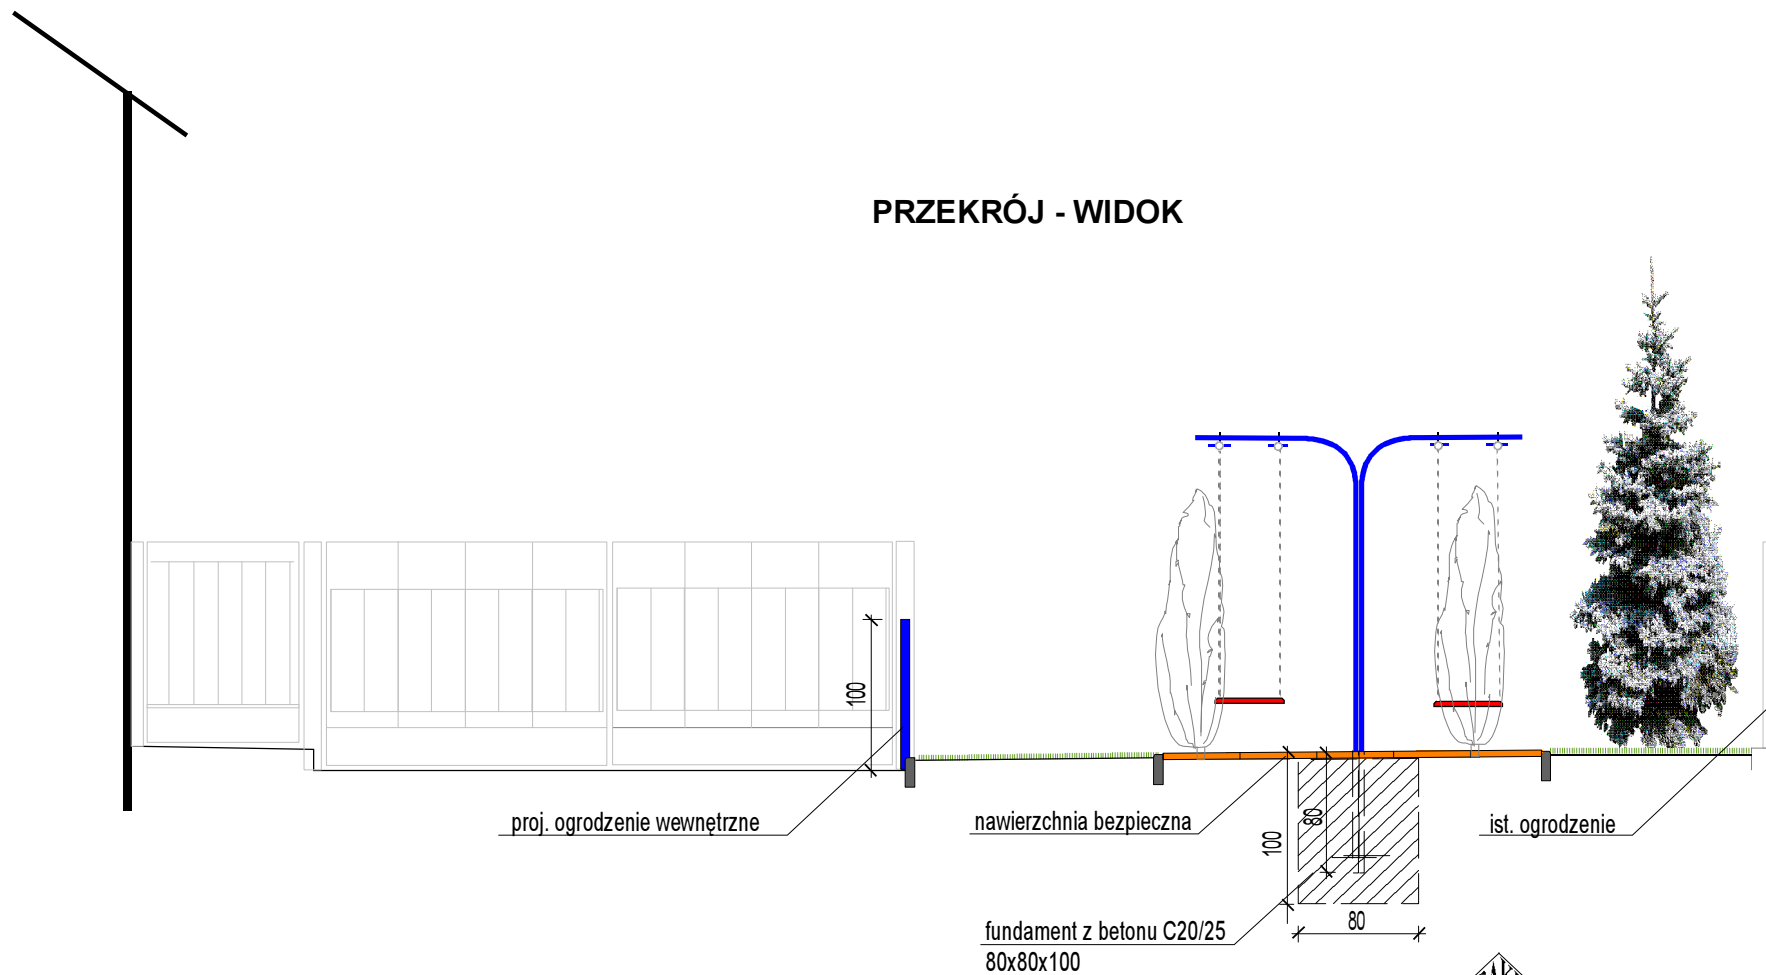 PRZEKRÓJ - WIDOK
100
proj. ogrodzenie wewnętrzne
nawierzchnia bezpieczna
80
100
ist. ogrodzenie
80
fundament z betonu C20/25
80x80x100